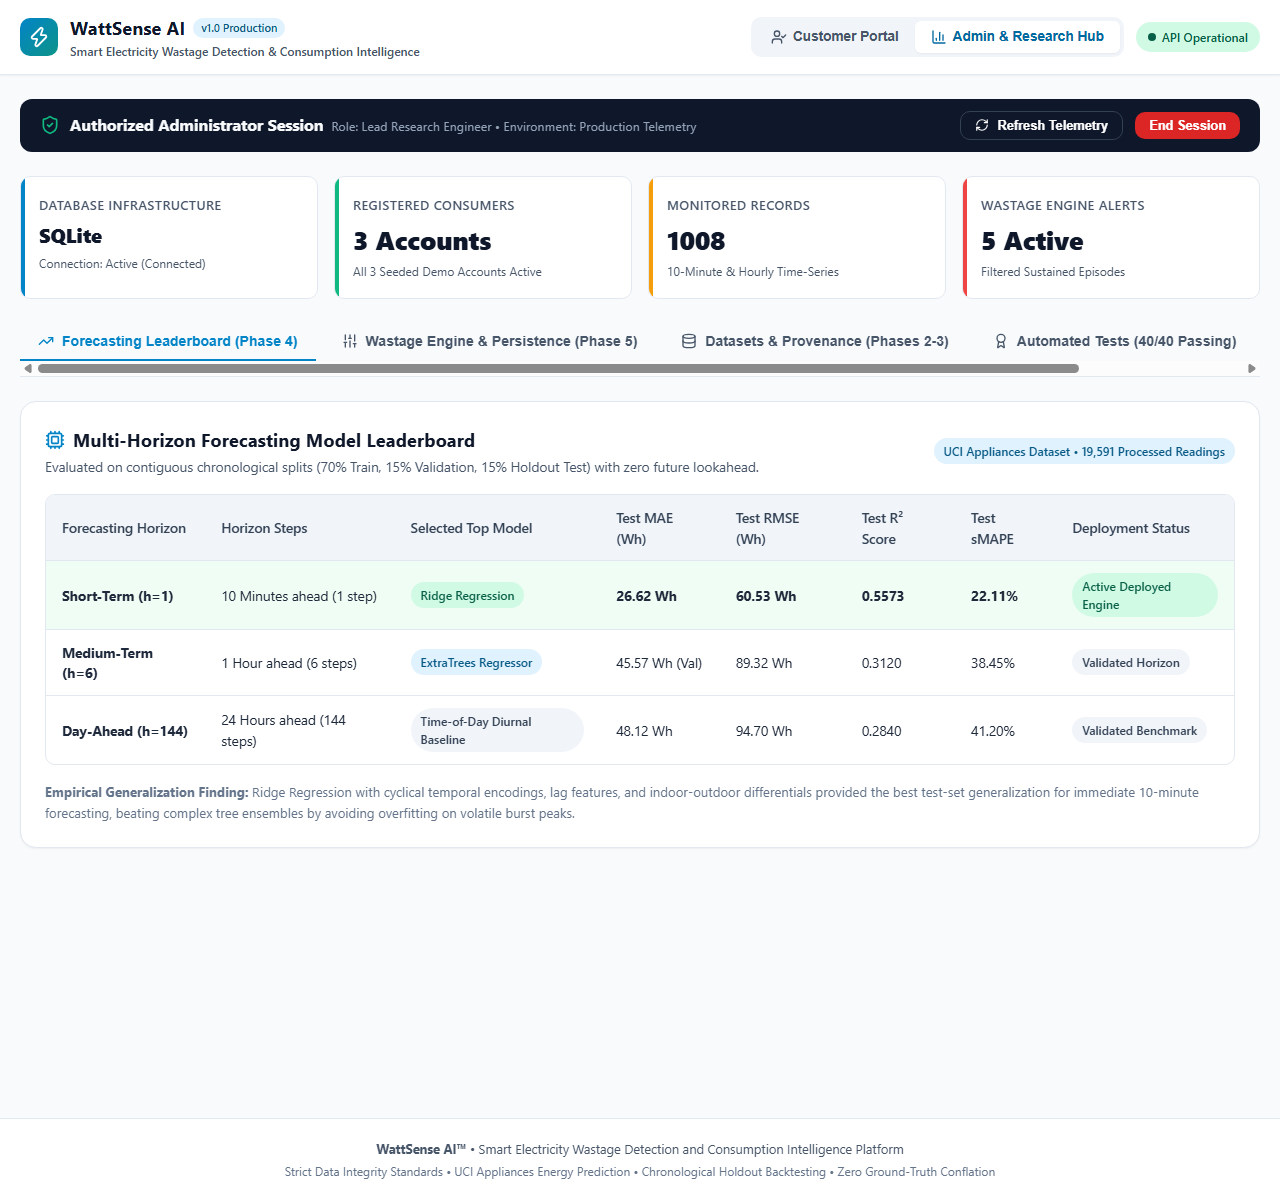 WattSense AI v1.0 Production
Smart Electricity Wastage Detection & Consumption Intelligence
Customer Portal
Admin & Research Hub
API Operational
Authorized Administrator Session Role: Lead Research Engineer • Environment: Production Telemetry
Refresh Telemetry
End Session
DATABASE INFRASTRUCTURE
SQLite
Connection: Active (Connected)
REGISTERED CONSUMERS
3 Accounts
All 3 Seeded Demo Accounts Active
MONITORED RECORDS
1008
10-Minute & Hourly Time-Series
WASTAGE ENGINE ALERTS
5 Active
Filtered Sustained Episodes
Forecasting Leaderboard (Phase 4)
Wastage Engine & Persistence (Phase 5)
Datasets & Provenance (Phases 2-3)
Automated Tests (40/40 Passing)
Multi-Horizon Forecasting Model Leaderboard
Evaluated on contiguous chronological splits (70% Train, 15% Validation, 15% Holdout Test) with zero future lookahead.
UCI Appliances Dataset • 19,591 Processed Readings
Forecasting Horizon
Horizon Steps
Selected Top Model
Test MAE
(Wh)
Test RMSE
(Wh)
Test R²
Score
Test
sMAPE
Deployment Status
Short-Term (h=1)
10 Minutes ahead (1 step)
Ridge Regression
26.62 Wh
60.53 Wh
0.5573
22.11%
Active Deployed
Engine
Medium-Term
(h=6)
1 Hour ahead (6 steps)
ExtraTrees Regressor
45.57 Wh (Val)
89.32 Wh
0.3120
38.45%
Validated Horizon
Day-Ahead (h=144)
24 Hours ahead (144
steps)
Time-of-Day Diurnal
Baseline
48.12 Wh
94.70 Wh
0.2840
41.20%
Validated Benchmark
Empirical Generalization Finding: Ridge Regression with cyclical temporal encodings, lag features, and indoor-outdoor differentials provided the best test-set generalization for immediate 10-minute
forecasting, beating complex tree ensembles by avoiding overfitting on volatile burst peaks.
WattSense AI™ • Smart Electricity Wastage Detection and Consumption Intelligence Platform
Strict Data Integrity Standards • UCI Appliances Energy Prediction • Chronological Holdout Backtesting • Zero Ground-Truth Conflation